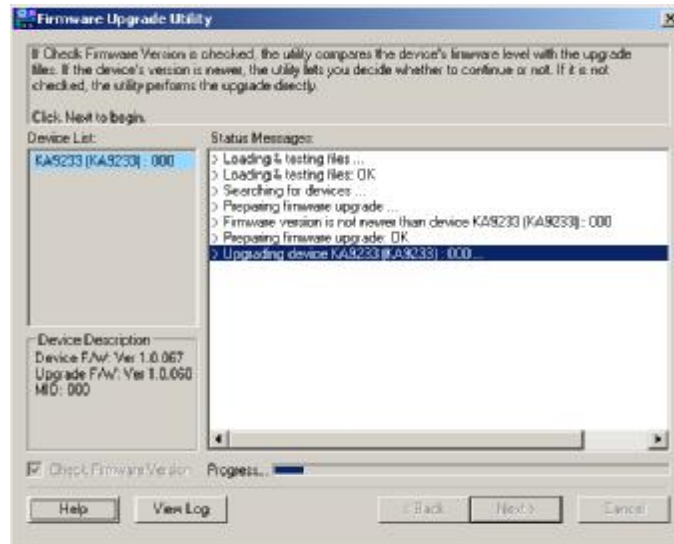 Firmware Upgrade Utility
If Check Firmware Version is checked, the utility compares the device's firmware level with the upgrade
files. If the device's version is newer, the utility lets you decide whether to continue or not. If it is not
checked, the utility performs the upgrade directly.
Click Next to begin.
Device List:
KA9233 (KA9233) : 000
Status Messages:
> Loading & testing files ...
> Loading & testing files: OK
> Searching for devices ...
> Preparing firmware upgrade ...
> Firmware version is not newer than device KA9233 (KA9233) : 000
> Preparing firmware upgrade: OK
> Upgrading device KA9233 (KA9233) : 000...
Device Description
Device F/W: Ver 1.0.067
Upgrade F/W: Ver 1.0.060
MID: 000
Check Firmware Version
Progress...
Help
View Log
< Back
Next >
Cancel